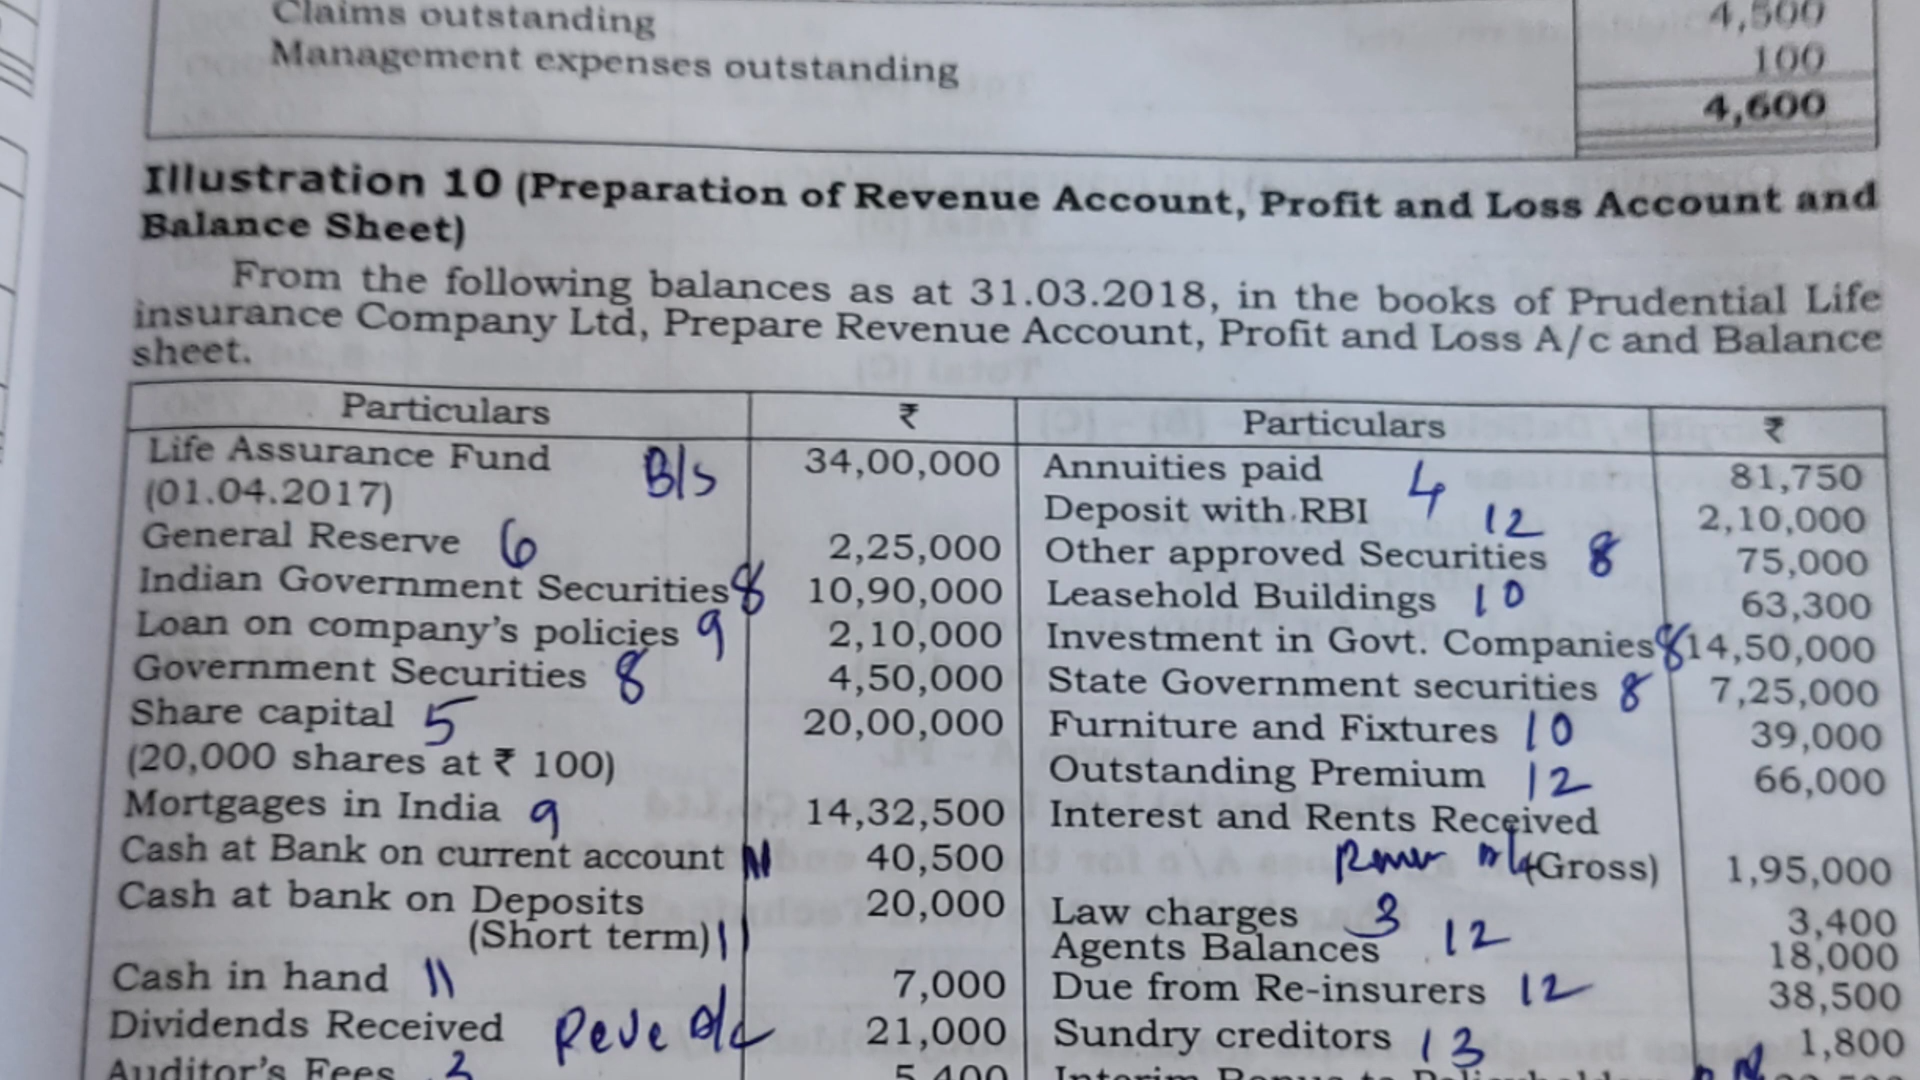 Claims outstanding 4,500
Management expenses outstanding 100
4,600
Illustration 10 (Preparation of Revenue Account, Profit and Loss Account and
Balance Sheet)
From the following balances as at 31.03.2018, in the books of Prudential Life
insurance Company Ltd, Prepare Revenue Account, Profit and Loss A/c and Balance
sheet.
Particulars ₹ Particulars ₹
Life Assurance Fund B/s 34,00,000 Annuities paid 4 81,750
(01.04.2017) Deposit with RBI 12 2,10,000
General Reserve 6 2,25,000 Other approved Securities 8 75,000
Indian Government Securities 8 10,90,000 Leasehold Buildings 10 63,300
Loan on company's policies 9 2,10,000 Investment in Govt. Companies 8 14,50,000
Government Securities 8 4,50,000 State Government securities 8 7,25,000
Share capital 5 20,00,000 Furniture and Fixtures 10 39,000
(20,000 shares at ₹ 100) Outstanding Premium 12 66,000
Mortgages in India 9 14,32,500 Interest and Rents Received
Cash at Bank on current account 11 40,500 (Gross) 1,95,000
Cash at bank on Deposits 20,000 Law charges 3 3,400
(Short term) 11 Agents Balances 12 18,000
Cash in hand 11 7,000 Due from Re-insurers 12 38,500
Dividends Received Reve A/c 21,000 Sundry creditors 13 1,800
Auditor's Fees 3 5,400 Interim Bonus to